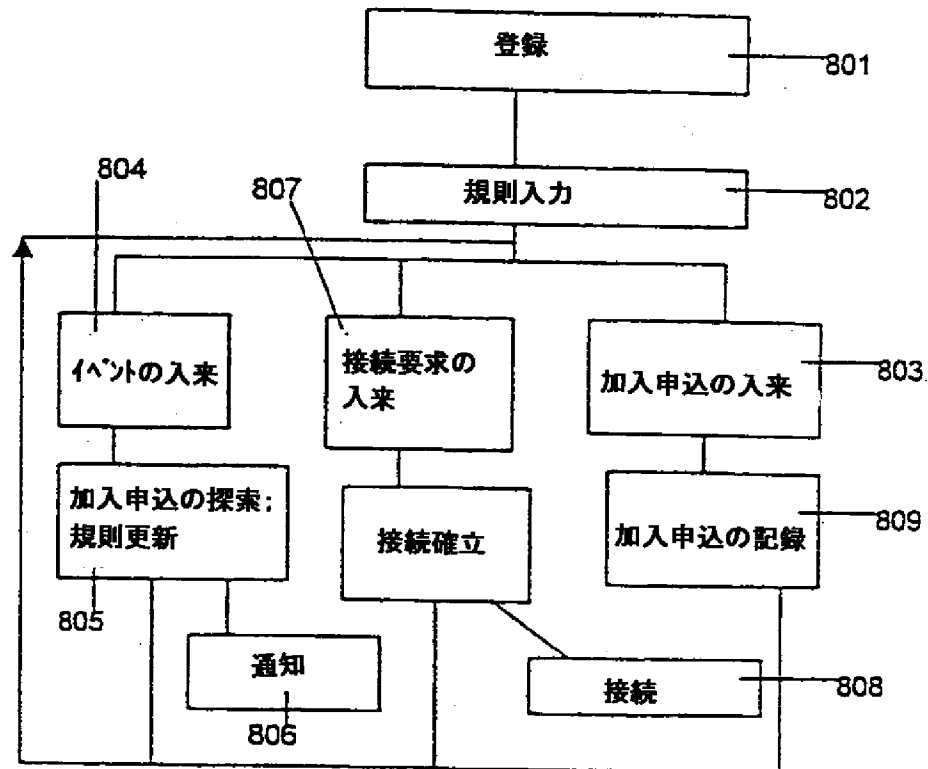 登録
801
規則入力
802
804
807
イベントの入来
接続要求の
入来
加入申込の入来
803
加入申込の探索;
規則更新
接続確立
加入申込の記録
809
805
通知
806
接続
808